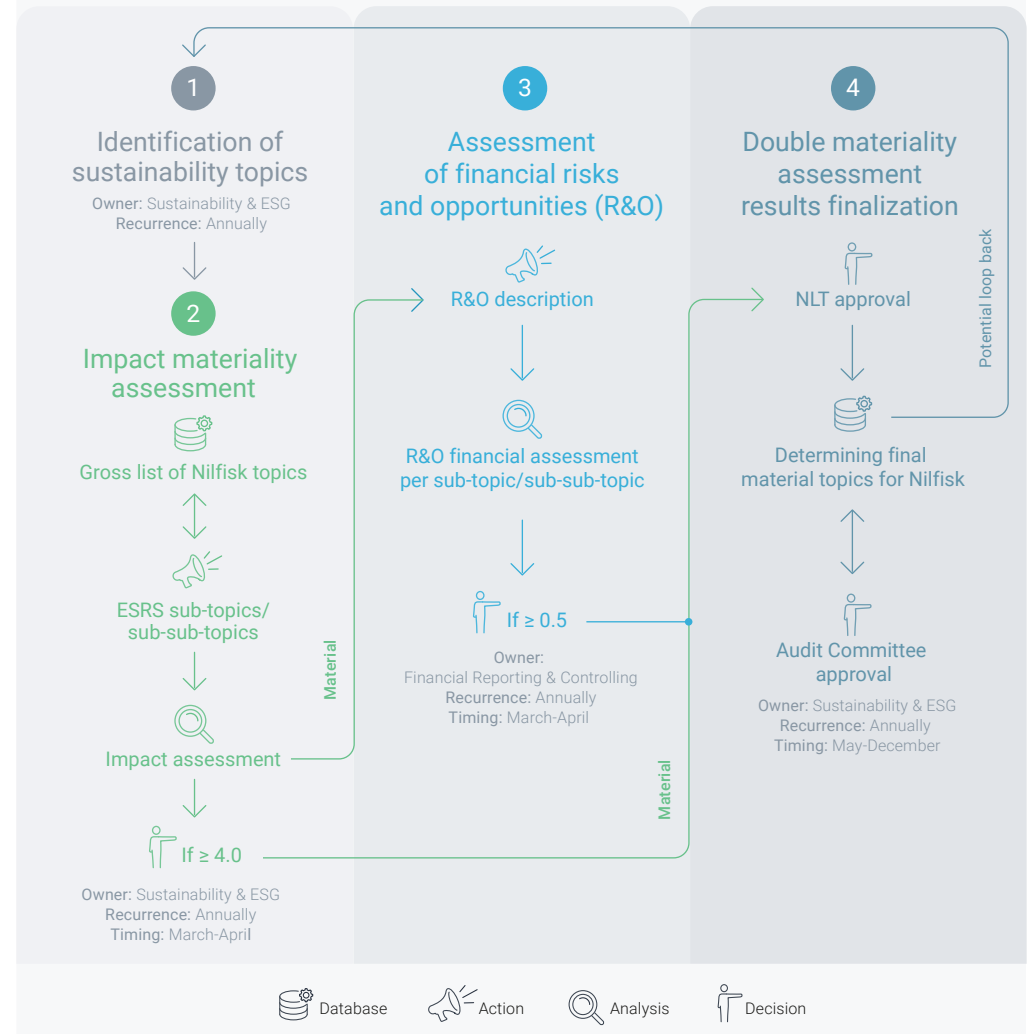 1
Identification of
sustainability topics
Owner: Sustainability & ESG
Recurrence: Annually
2
Impact materiality
assessment
Gross list of Nilfisk topics
ESRS sub-topics/
sub-sub-topics
Impact assessment
If ≥ 4.0
Owner: Sustainability & ESG
Recurrence: Annually
Timing: March-April
Material
3
Assessment
of financial risks
and opportunities (R&O)
R&O description
R&O financial assessment
per sub-topic/sub-sub-topic
If ≥ 0.5
Owner:
Financial Reporting & Controlling
Recurrence: Annually
Timing: March-April
Material
4
Double materiality
assessment
results finalization
NLT approval
Potential loop back
Determining final
material topics for Nilfisk
Audit Committee
approval
Owner: Sustainability & ESG
Recurrence: Annually
Timing: May-December
Database
Action
Analysis
Decision